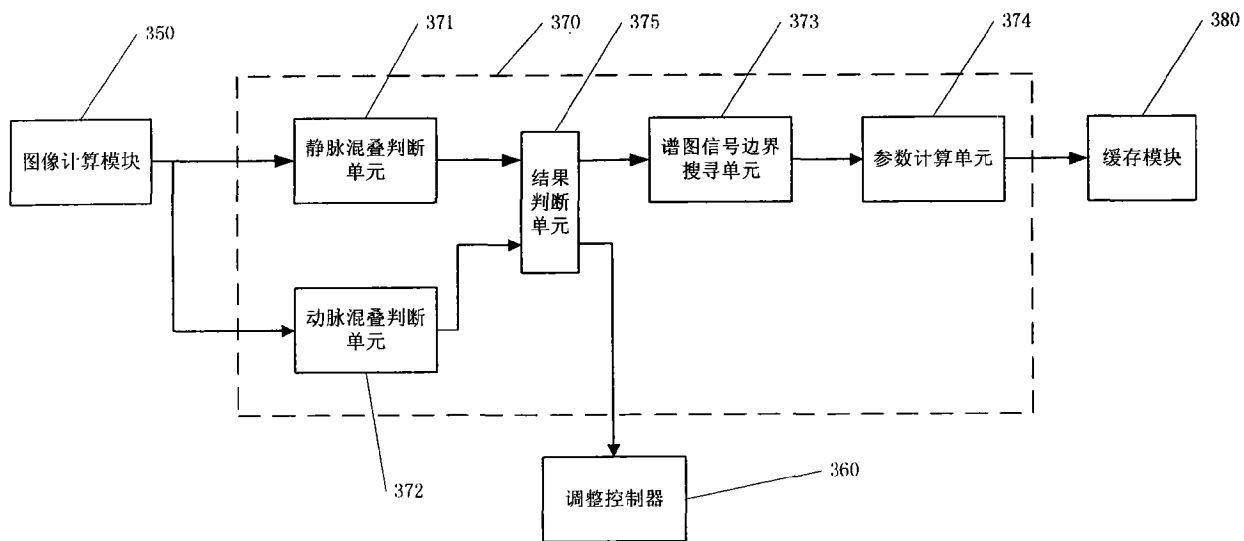 350
371
370
375
373
374
380
图像计算模块
静脉混叠判断
单元
结果
判断
单元
谱图信号边界
搜寻单元
参数计算单元
缓存模块
动脉混叠判断
单元
372
调整控制器
360